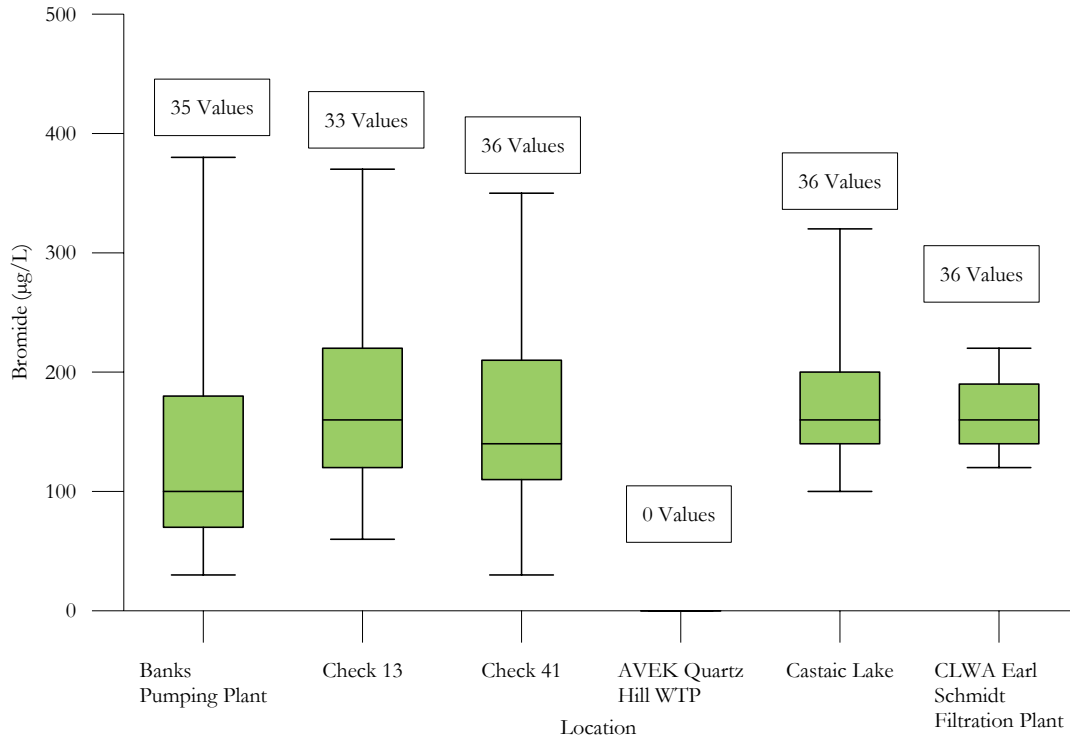 500
400
300
200
100
0
Bromide (µg/L)
35 Values
33 Values
36 Values
0 Values
36 Values
36 Values
Banks
Pumping Plant
Check 13
Check 41
AVEK Quartz
Hill WTP
Castaic Lake
CLWA Earl
Schmidt
Filtration Plant
Location